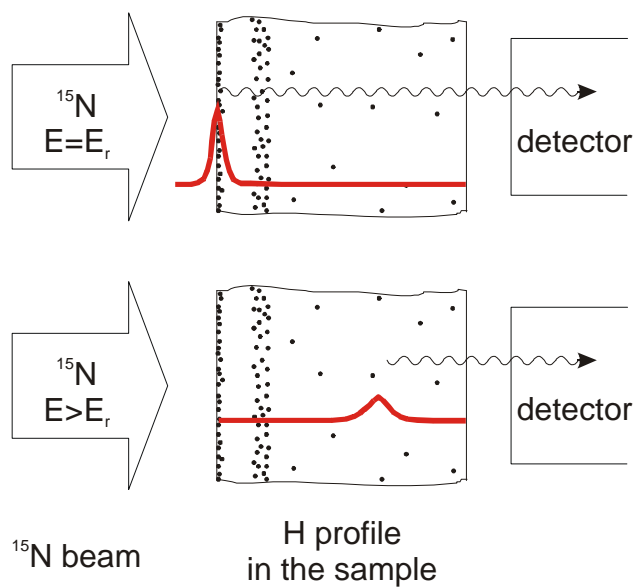 ¹⁵N
E=Eᵣ
detector
¹⁵N
E>Eᵣ
detector
¹⁵N beam
H profile
in the sample